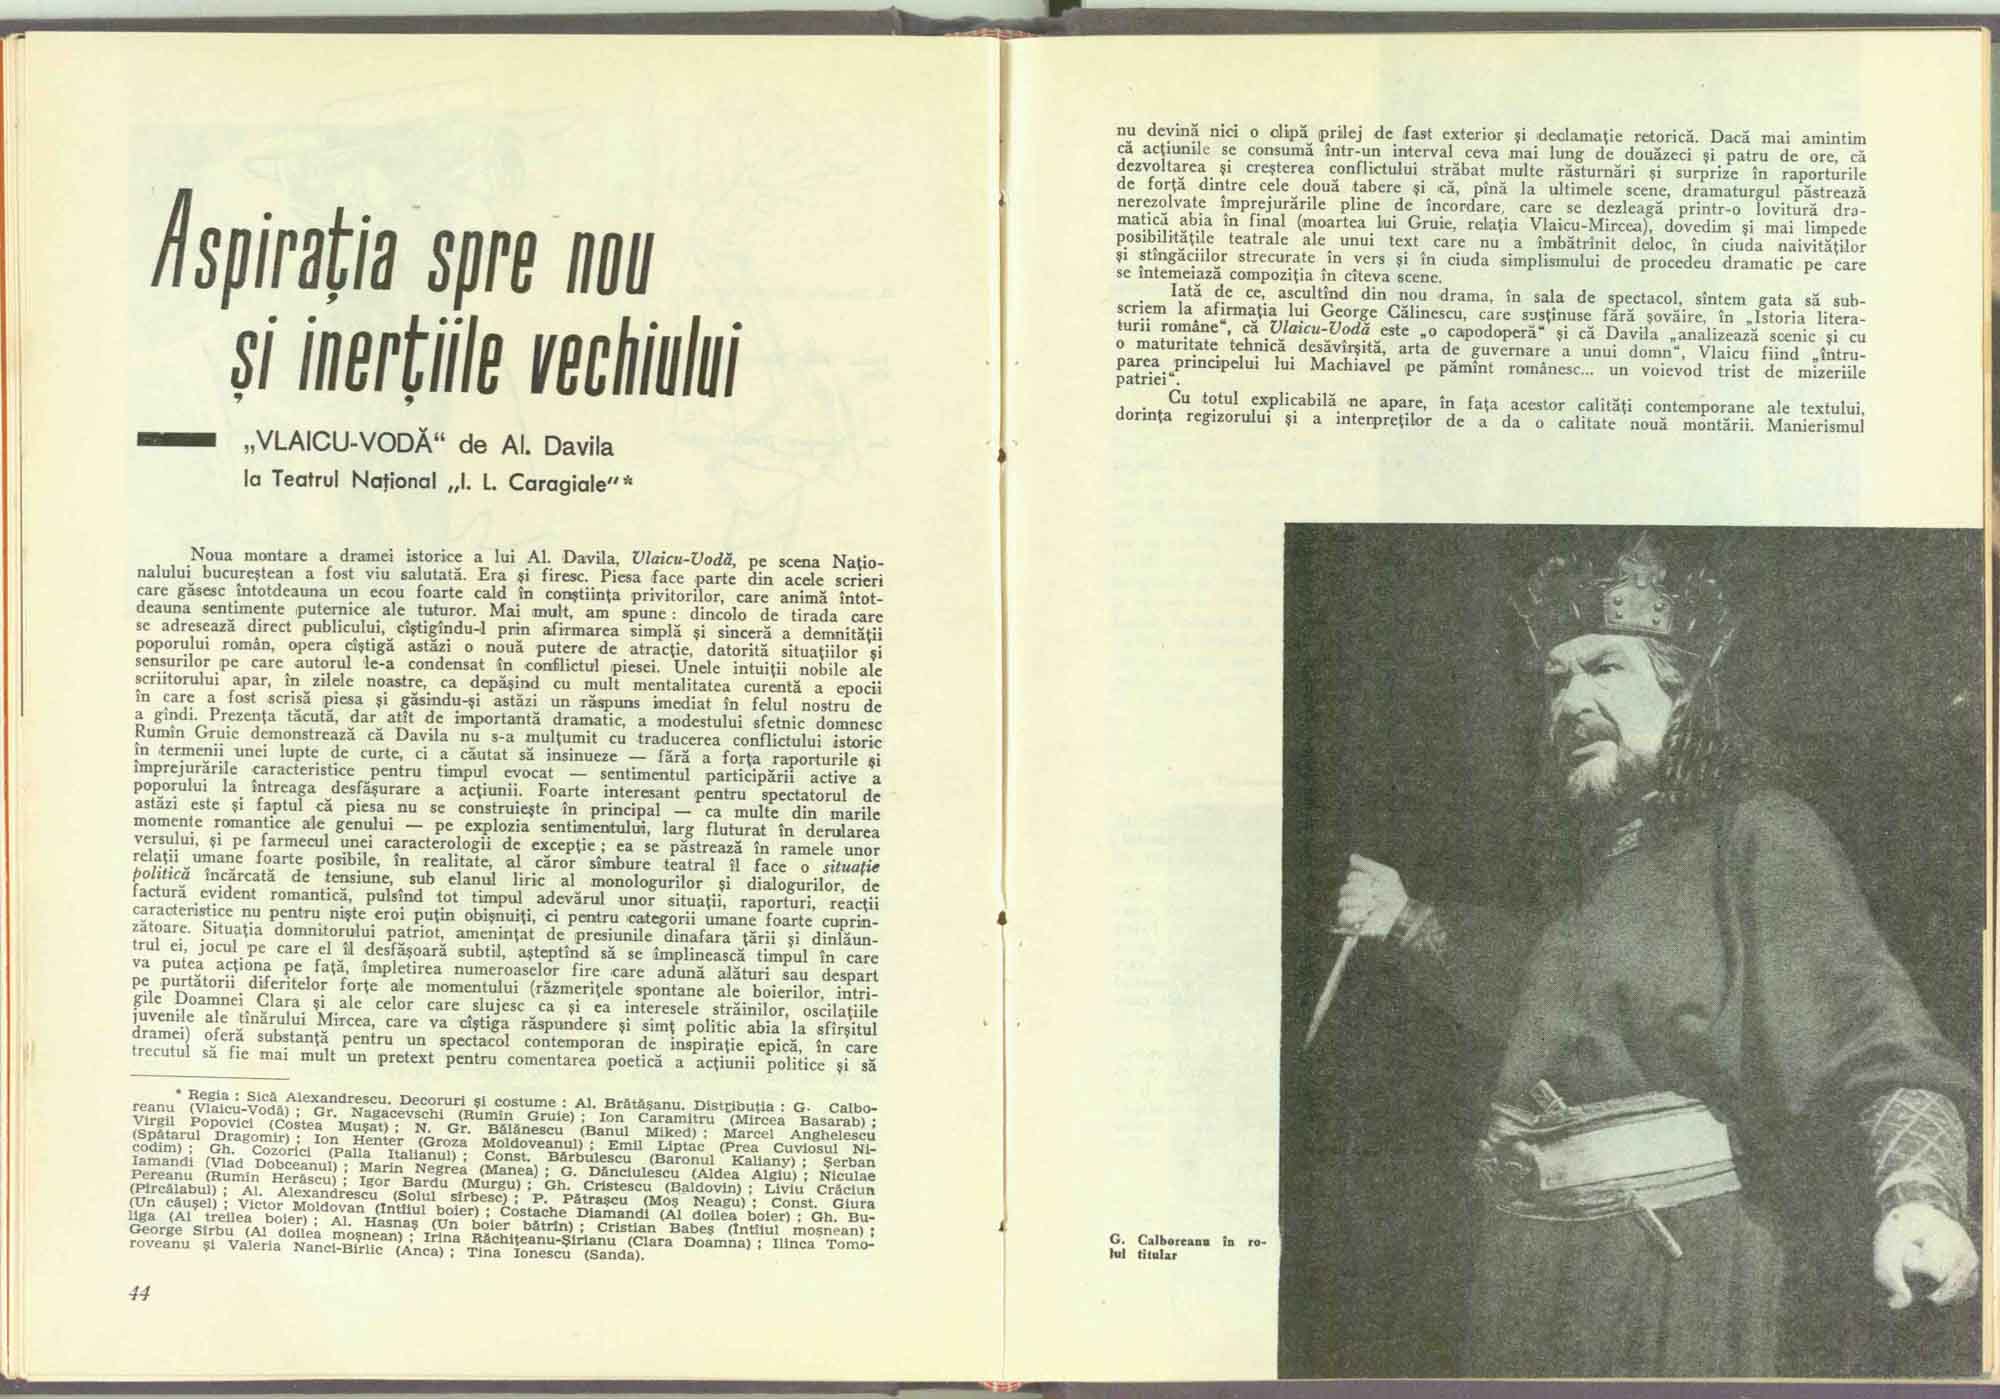 Aspirația spre nou
și inerțiile vechiului
„VLAICU-VODĂ“ de Al. Davila
la Teatrul Național „I. L. Caragiale”*
Noua montare a dramei istorice a lui Al. Davila, Vlaicu-Vodă, pe scena Națio-
nalului bucureștean a fost viu salutată. Era și firesc. Piesa face parte din acele scrieri
care găsesc întotdeauna un ecou foarte cald în conștiința privitorilor, care animă întot-
deauna sentimente puternice ale tuturor. Mai mult, am spune : dincolo de tirada care
se adresează direct publicului, cîștigîndu-l prin afirmarea simplă și sinceră a demnității
poporului român, opera cîștigă astăzi o nouă putere de atracție, datorită situațiilor și
sensurilor pe care autorul le-a condensat în conflictul piesei. Unele intuiții nobile ale
scriitorului apar, în zilele noastre, ca depășind cu mult mentalitatea curentă a epocii
în care a fost scrisă piesa și găsindu-și astăzi un răspuns imediat în felul nostru de
a gîndi. Prezența tăcută, dar atît de importantă dramatic, a modestului sfetnic domnesc
Rumîn Gruie demonstrează că Davila nu s-a mulțumit cu traducerea conflictului istoric
în termenii unei lupte de curte, ci a căutat să insinueze — fără a forța raporturile și
împrejurările caracteristice pentru timpul evocat — sentimentul participării active a
poporului la întreaga desfășurare a acțiunii. Foarte interesant pentru spectatorul de
astăzi este și faptul că piesa nu se construiește în principal — ca multe din marile
momente romantice ale genului — pe explozia sentimentului, larg fluturat în derularea
versului, și pe farmecul unei caracterologii de excepție ; ea se păstrează în ramele unor
relații umane foarte posibile, în realitate, al căror sîmbure teatral îl face o situație
politică încărcată de tensiune, sub elanul liric al monologurilor și dialogurilor, de
factură evident romantică, pulsînd tot timpul adevărul unor situații, raporturi, reacții
caracteristice nu pentru niște eroi puțin obișnuiți, ci pentru categorii umane foarte cuprin-
zătoare. Situația domnitorului patriot, amenințat de presiunile dinafara țării și dinlăun-
trul ei, jocul pe care el îl desfășoară subtil, așteptînd să se împlinească timpul în care
va putea acționa pe față, împletirea numeroaselor fire care adună alături sau despart
pe purtătorii diferitelor forțe ale momentului (răzmerițele spontane ale boierilor, intri-
gile Doamnei Clara și ale celor care slujesc ca și ea interesele străinilor, oscilațiile
juvenile ale tînărului Mircea, care va cîștiga răspundere și simț politic abia la sfîrșitul
dramei) oferă substanță pentru un spectacol contemporan de inspirație epică, în care
trecutul să fie mai mult un pretext pentru comentarea poetică a acțiunii politice și să
* Regia : Sică Alexandrescu. Decoruri și costume : Al. Brătășanu. Distribuția : G. Calbo-
reanu (Vlaicu-Vodă) ; Gr. Nagacevschi (Rumîn Gruie) ; Ion Caramitru (Mircea Basarab) ;
Virgil Popovici (Costea Mușat) ; N. Gr. Bălănescu (Banul Miked) ; Marcel Anghelescu
(Spătarul Dragomir) ; Ion Henter (Groza Moldoveanul) ; Emil Liptac (Prea Cuviosul Ni-
codim) ; Gh. Cozorici (Palla Italianul) ; Const. Bărbulescu (Baronul Kaliany) ; Șerban
Iamandi (Vlad Dobceanul) ; Marin Negrea (Manea) ; G. Dănciulescu (Aldea Algiu) ; Niculae
Pereanu (Rumîn Herăscu) ; Igor Bardu (Murgu) ; Gh. Cristescu (Baldovin) ; Liviu Crăciun
(Pîrcălabul) ; Al. Alexandrescu (Solul sîrbesc) ; P. Pătrașcu (Moș Neagu) ; Const. Giura
(Un căușel) ; Victor Moldovan (Întîiul boier) ; Costache Diamandi (Al doilea boier) ; Gh. Bu-
liga (Al treilea boier) ; Al. Hasnaș (Un boier bătrîn) ; Cristian Babeș (Întîiul moșnean) ;
George Sîrbu (Al doilea moșnean) ; Irina Răchițeanu-Șirianu (Clara Doamna) ; Ilinca Tomo-
roveanu și Valeria Nanci-Birlic (Anca) ; Tina Ionescu (Sanda).
44
nu devină nici o clipă prilej de fast exterior și declamație retorică. Dacă mai amintim
că acțiunile se consumă într-un interval ceva mai lung de douăzeci și patru de ore, că
dezvoltarea și creșterea conflictului străbat multe răsturnări și surprize în raporturile
de forță dintre cele două tabere și că, pînă la ultimele scene, dramaturgul păstrează
nerezolvate împrejurările pline de încordare, care se dezleagă printr-o lovitură dra-
matică abia în final (moartea lui Gruie, relația Vlaicu-Mircea), dovedim și mai limpede
posibilitățile teatrale ale unui text care nu a îmbătrînit deloc, în ciuda naivităților
și stîngăciilor strecurate în vers și în ciuda simplismului de procedeu dramatic pe care
se întemeiază compoziția în cîteva scene.
Iată de ce, ascultînd din nou drama, în sala de spectacol, sîntem gata să sub-
scriem la afirmația lui George Călinescu, care susținuse fără șovăire, în „Istoria litera-
turii române“, că Vlaicu-Vodă este „o capodoperă“ și că Davila „analizează scenic și cu
o maturitate tehnică desăvîrșită, arta de guvernare a unui domn“, Vlaicu fiind „întru-
parea principelui lui Machiavel pe pămînt românesc... un voievod trist de mizeriile
patriei“.
Cu totul explicabilă ne apare, în fața acestor calități contemporane ale textului,
dorința regizorului și a interpreților de a da o calitate nouă montării. Manierismul
G. Calboreanu în ro-
lul titular